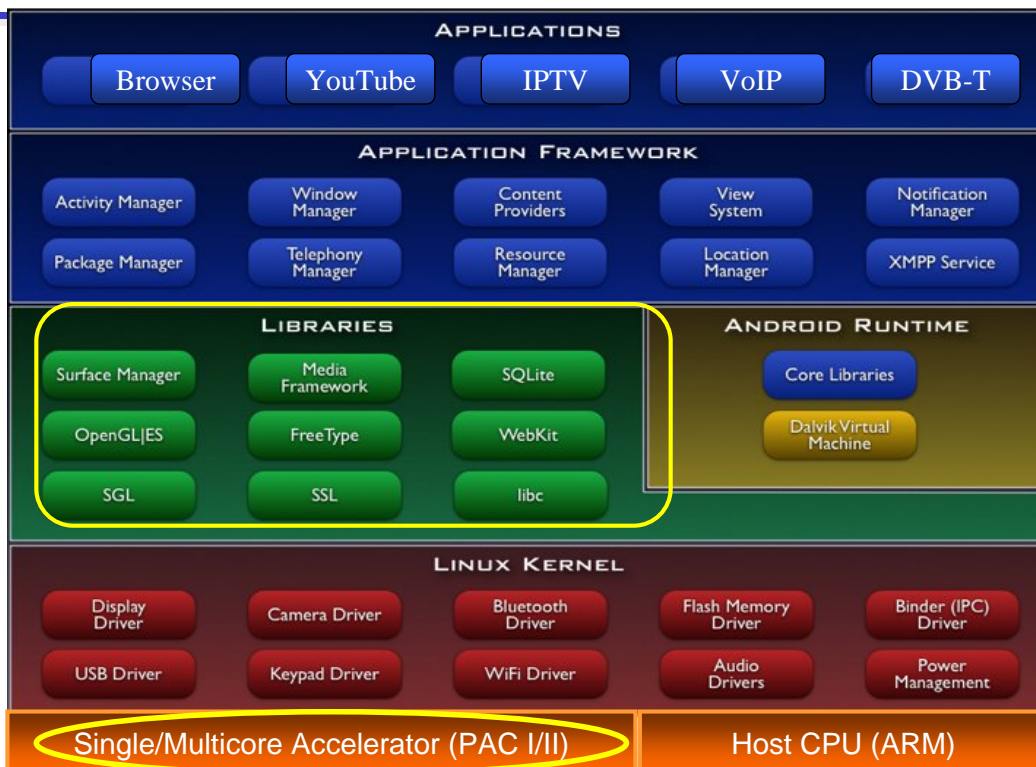 APPLICATIONS
Browser YouTube IPTV VoIP DVB-T
APPLICATION FRAMEWORK
Activity Manager
Window
Manager
Content
Providers
View
System
Notification
Manager
Package Manager
Telephony
Manager
Resource
Manager
Location
Manager
XMPP Service
LIBRARIES
Surface Manager
Media
Framework
SQLite
OpenGL|ES
FreeType
WebKit
SGL
SSL
libc
ANDROID RUNTIME
Core Libraries
Dalvik Virtual
Machine
LINUX KERNEL
Display
Driver
Camera Driver
Bluetooth
Driver
Flash Memory
Driver
Binder (IPC)
Driver
USB Driver
Keypad Driver
WiFi Driver
Audio
Drivers
Power
Management
Single/Multicore Accelerator (PAC I/II)
Host CPU (ARM)